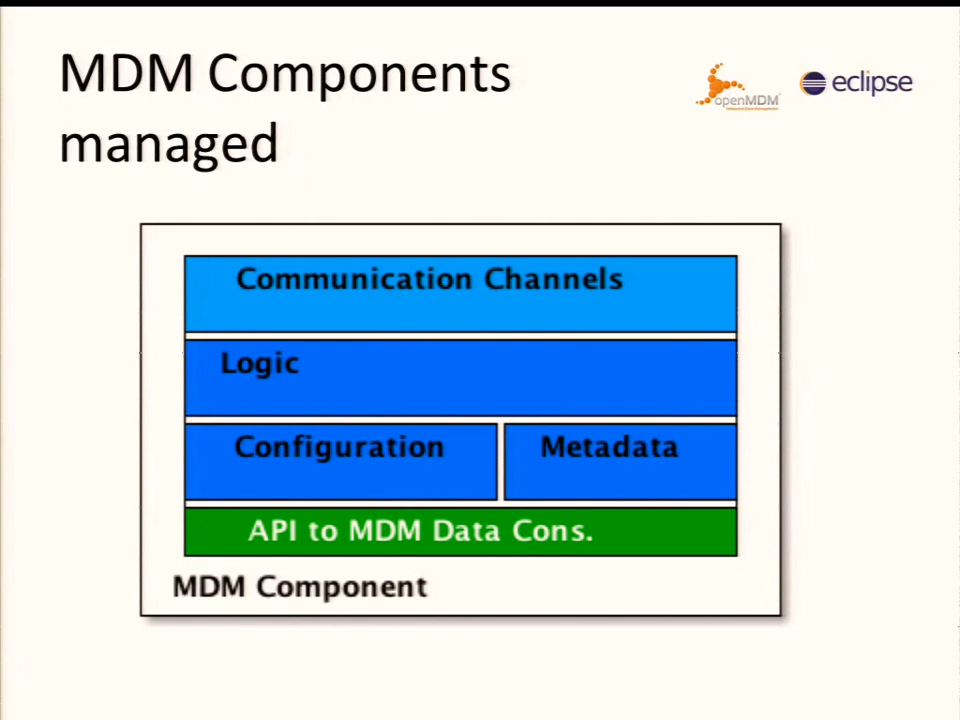 MDM Components
managed
openMDM
eclipse
Communication Channels
Logic
Configuration
Metadata
API to MDM Data Cons.
MDM Component